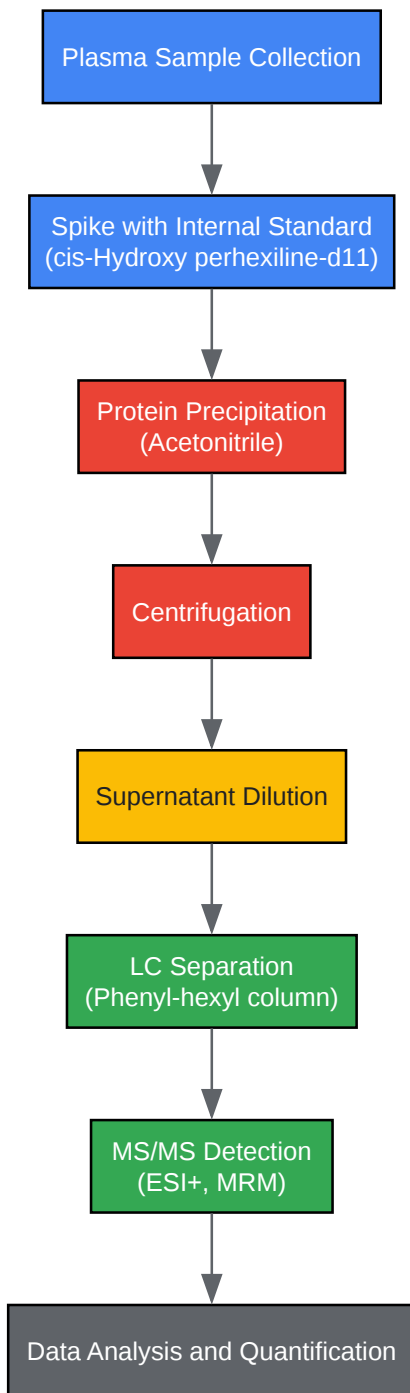 Plasma Sample Collection
Spike with Internal Standard
(cis-Hydroxy perhexiline-d11)
Protein Precipitation
(Acetonitrile)
Centrifugation
Supernatant Dilution
LC Separation
(Phenyl-hexyl column)
MS/MS Detection
(ESI+, MRM)
Data Analysis and Quantification